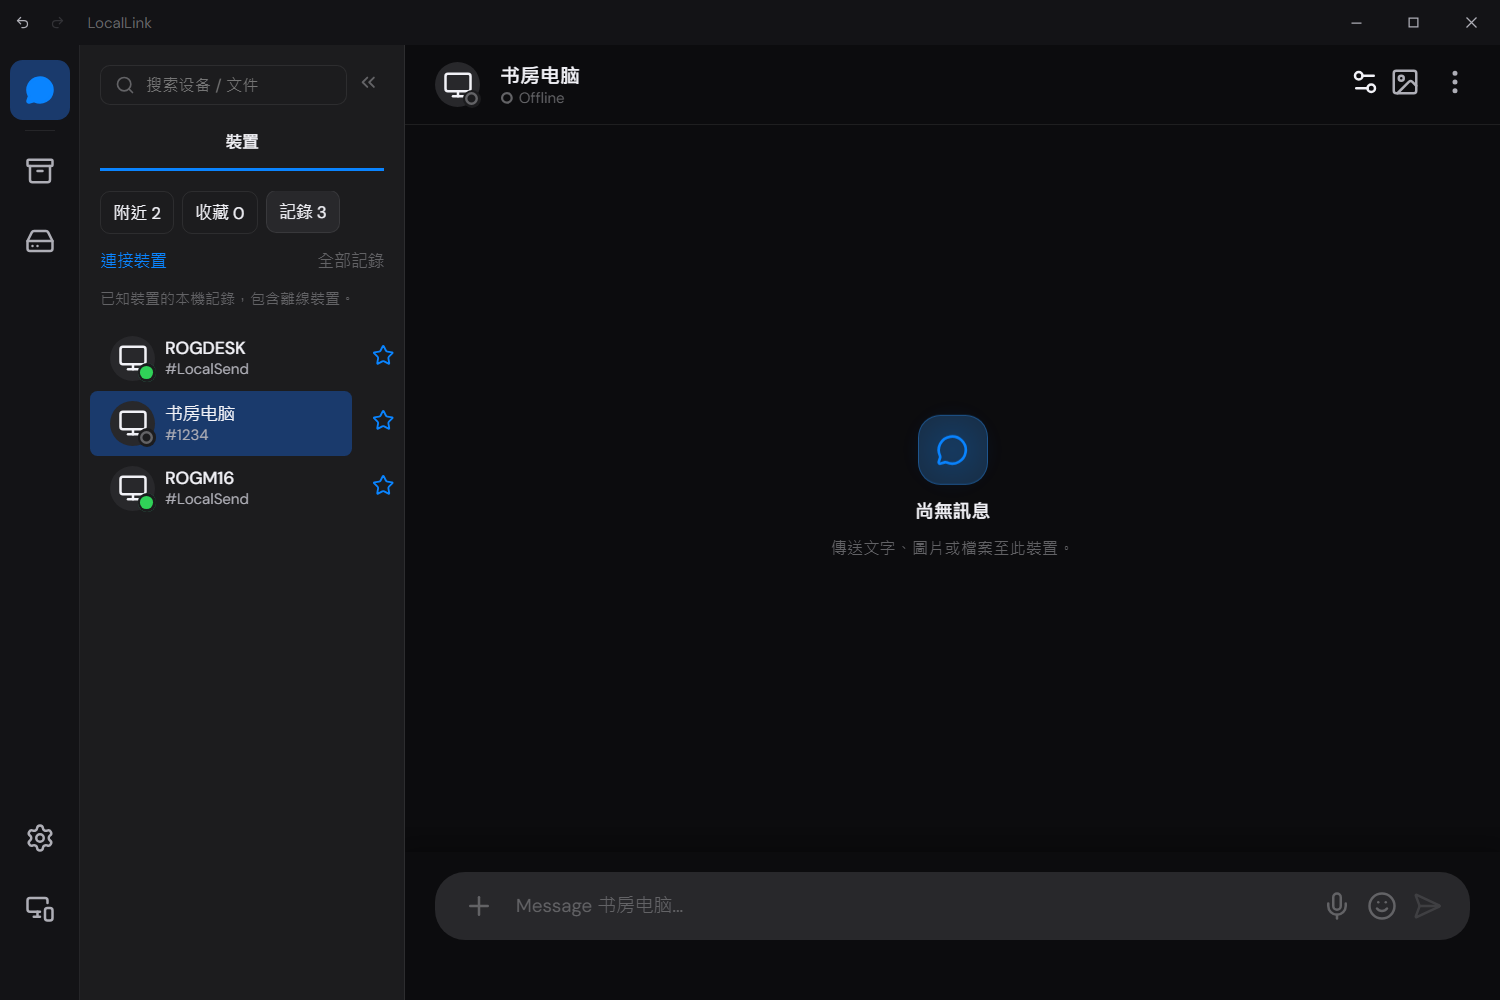 LocalLink
搜索设备 / 文件
裝置
附近 2
收藏 0
記錄 3
連接裝置
全部記錄
已知裝置的本機記錄，包含離線裝置。
ROGDESK
#LocalSend
书房电脑
#1234
ROGM16
#LocalSend
书房电脑
Offline
尚無訊息
傳送文字、圖片或檔案至此裝置。
Message 书房电脑...